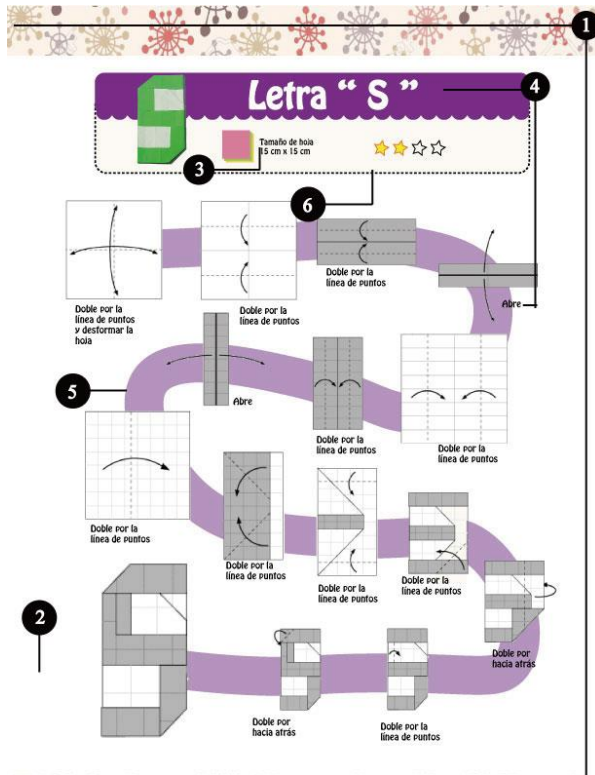 1
Letra “ S ”
4
Tamaño de hoja
15 cm x 15 cm
3
6
Doble por la
línea de puntos
y desformar la
hoja
Doble por la
línea de puntos
Doble por la
línea de puntos
Abre
5
Abre
Doble por la
línea de puntos
Doble por la
línea de puntos
Doble por la
línea de puntos
Doble por la
línea de puntos
Doble por la
línea de puntos
Doble por la
línea de puntos
Doble por
hacia atrás
2
Doble por
hacia atrás
Doble por la
línea de puntos